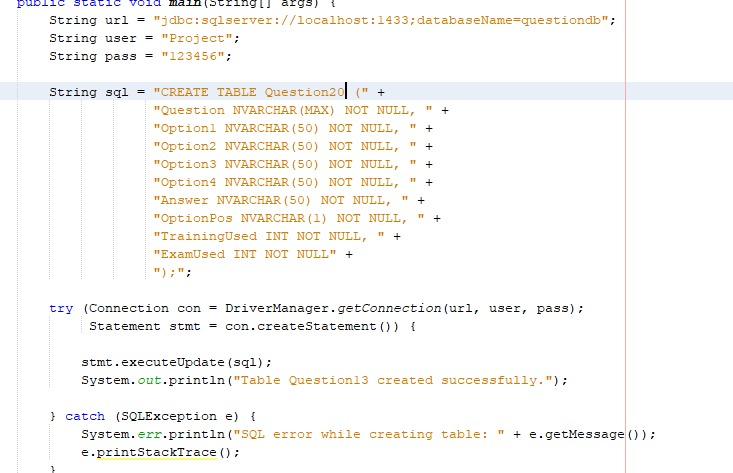 public static void main(String[] args) {
String url = "jdbc:sqlserver://localhost:1433;databaseName=questiondb";
String user = "Project";
String pass = "123456";
String sql = "CREATE TABLE Question20 (" +
"Question NVARCHAR(MAX) NOT NULL, " +
"Option1 NVARCHAR(50) NOT NULL, " +
"Option2 NVARCHAR(50) NOT NULL, " +
"Option3 NVARCHAR(50) NOT NULL, " +
"Option4 NVARCHAR(50) NOT NULL, " +
"Answer NVARCHAR(50) NOT NULL, " +
"OptionPos NVARCHAR(1) NOT NULL, " +
"TrainingUsed INT NOT NULL, " +
"ExamUsed INT NOT NULL" +
");";
try (Connection con = DriverManager.getConnection(url, user, pass);
Statement stmt = con.createStatement()) {
stmt.executeUpdate(sql);
System.out.println("Table Question13 created successfully.");
} catch (SQLException e) {
System.err.println("SQL error while creating table: " + e.getMessage());
e.printStackTrace();
}